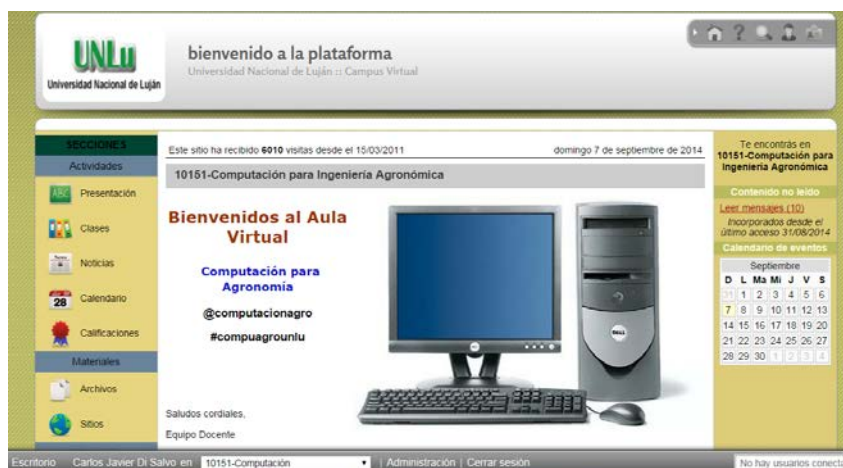 UNLu
Universidad Nacional de Luján
bienvenido a la plataforma
Universidad Nacional de Luján :: Campus Virtual
SECCIONES
Actividades
ABC
Presentación
Clases
Noticias
28
Calendario
Calificaciones
Materiales
Archivos
Sitios
Este sitio ha recibido 6010 visitas desde el 15/03/2011
domingo 7 de septiembre de 2014
10151-Computación para Ingeniería Agronómica
Bienvenidos al Aula
Virtual
Computación para
Agronomía
@computacionagro
#compuagrounlu
DELL
Saludos cordiales,
Equipo Docente
Te encontrás en
10151-Computación para
Ingeniería Agronómica
Contenido no leído
Leer mensajes (10)
Incorporados desde el
último acceso 31/08/2014
Calendario de eventos
Septiembre
D L Ma Mi J V S
31 1 2 3 4 5 6
7 8 9 10 11 12 13
14 15 16 17 18 19 20
21 22 23 24 25 26 27
28 29 30 1 2 3 4
Escritorio Carlos Javier Di Salvo en 10151-Computación | Administración | Cerrar sesión
No hay usuarios conecta